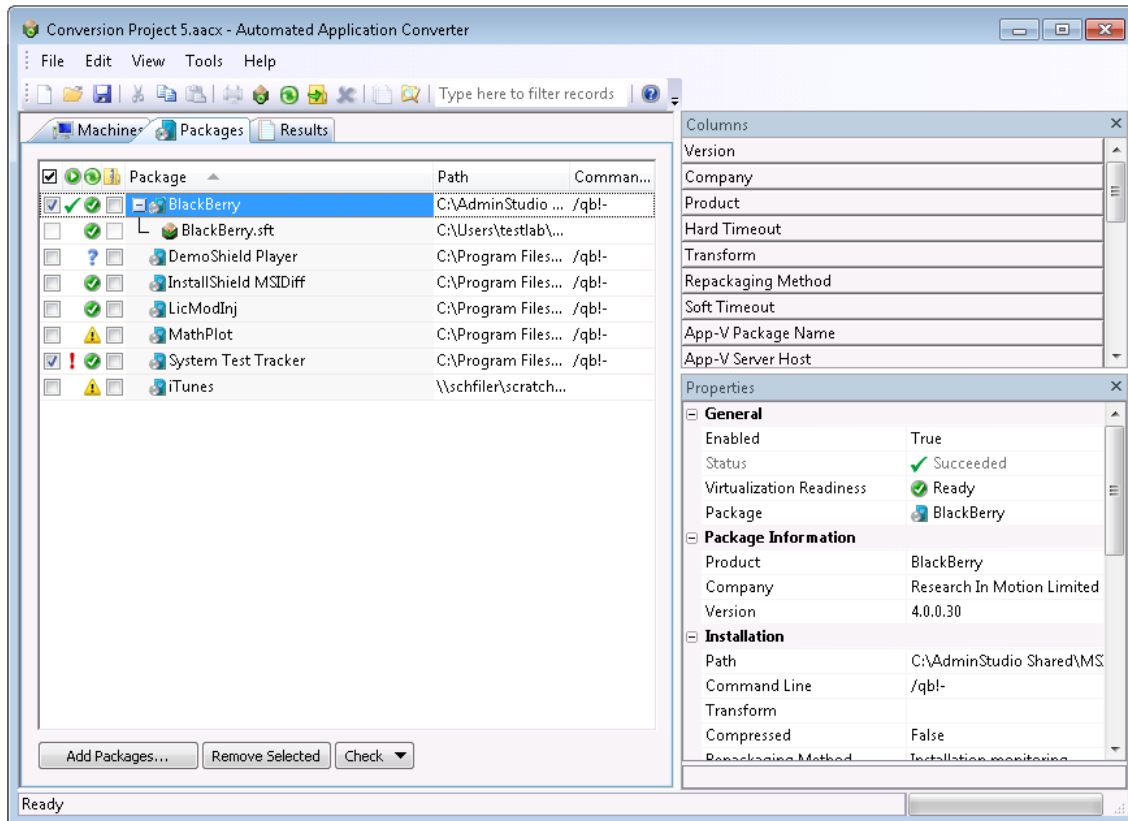 Conversion Project 5.aacx - Automated Application Converter
File Edit View Tools Help
Type here to filter records
Machines Packages Results
Package Path Comman...
BlackBerry C:\AdminStudio ... /qb!-
BlackBerry.sft C:\Users\testlab\...
DemoShield Player C:\Program Files... /qb!-
InstallShield MSIDiff C:\Program Files... /qb!-
LicModInj C:\Program Files... /qb!-
MathPlot C:\Program Files... /qb!-
System Test Tracker C:\Program Files... /qb!-
iTunes \\schfiler\scratch...
Add Packages... Remove Selected Check
Columns
Version
Company
Product
Hard Timeout
Transform
Repackaging Method
Soft Timeout
App-V Package Name
App-V Server Host
Properties
General
Enabled True
Status Succeeded
Virtualization Readiness Ready
Package BlackBerry
Package Information
Product BlackBerry
Company Research In Motion Limited
Version 4.0.0.30
Installation
Path C:\AdminStudio Shared\MS
Command Line /qb!-
Transform
Compressed False
Repackaging Method Installation monitoring
Ready